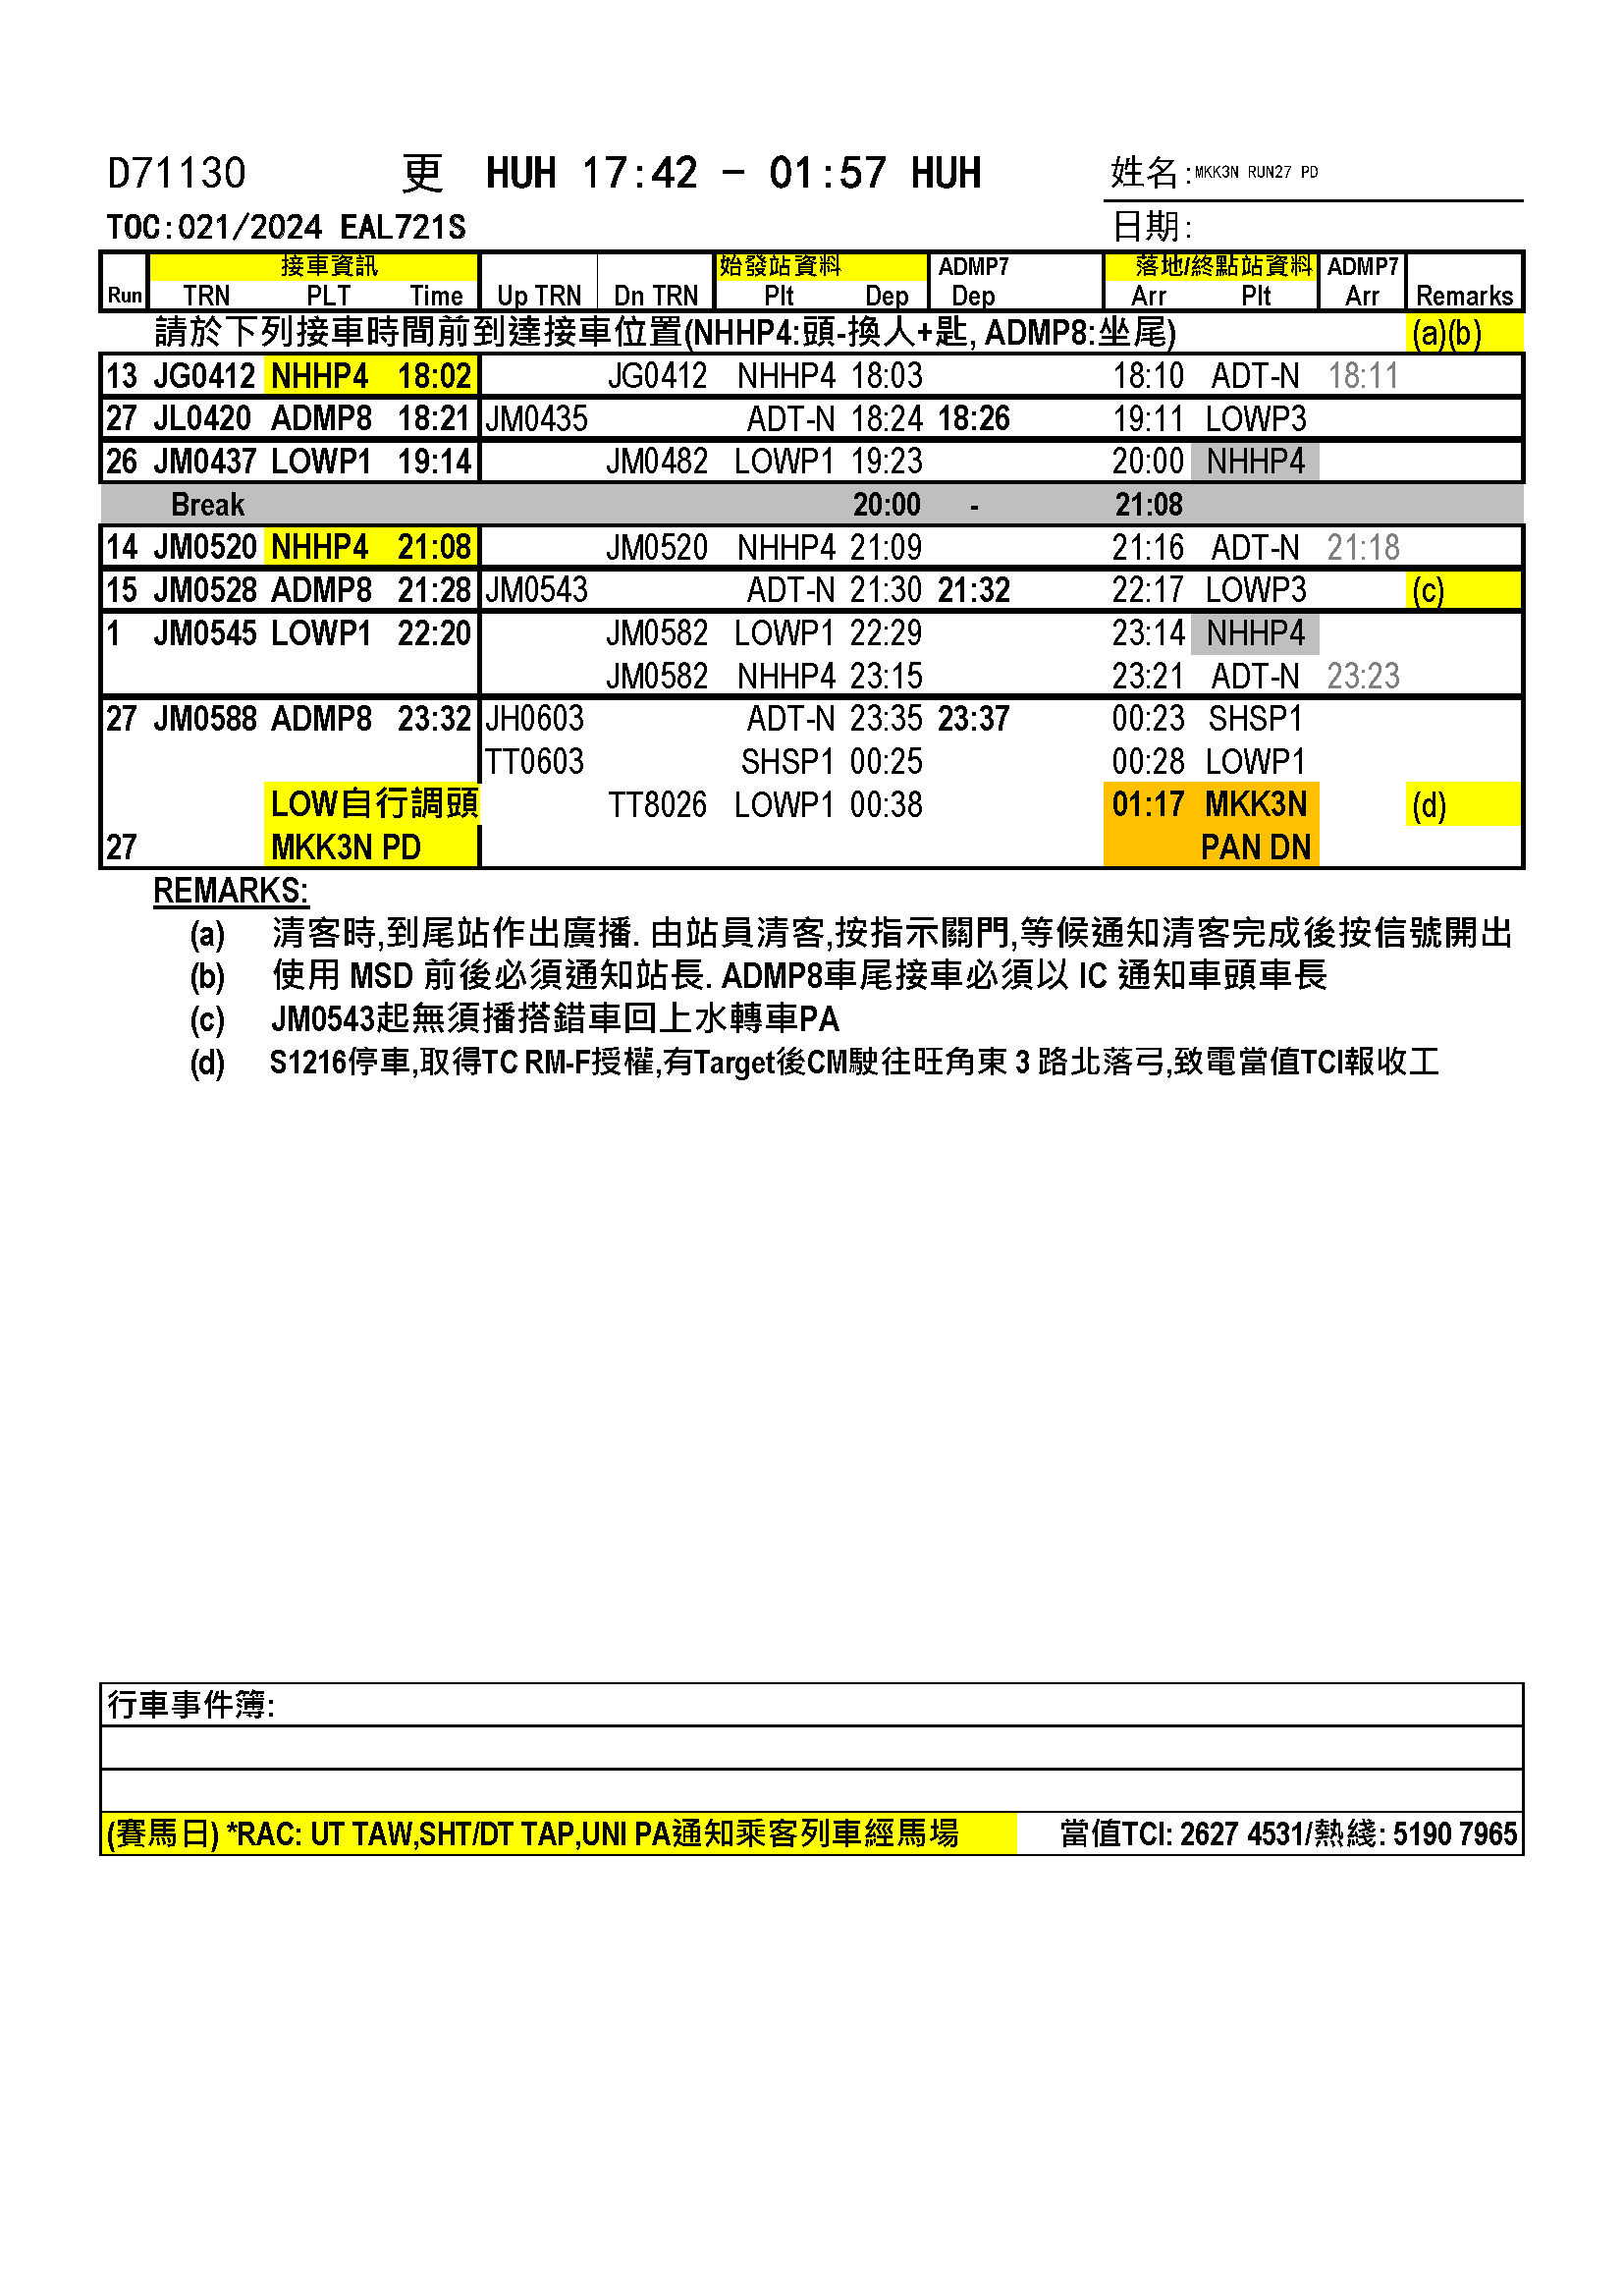 D71130 更 HUH 17:42 - 01:57 HUH 姓名:MKK3N RUN27 PD
TOC:021/2024 EAL721S 日期:
接車資訊 始發站資料 ADMP7 落地/終點站資料 ADMP7
Run TRN PLT Time Up TRN Dn TRN Plt Dep Dep Arr Plt Arr Remarks
請於下列接車時間前到達接車位置(NHHP4:頭-換人+匙, ADMP8:坐尾) (a)(b)
13 JG0412 NHHP4 18:02 JG0412 NHHP4 18:03 18:10 ADT-N 18:11
27 JL0420 ADMP8 18:21 JM0435 ADT-N 18:24 18:26 19:11 LOWP3
26 JM0437 LOWP1 19:14 JM0482 LOWP1 19:23 20:00 NHHP4
Break 20:00 - 21:08
14 JM0520 NHHP4 21:08 JM0520 NHHP4 21:09 21:16 ADT-N 21:18
15 JM0528 ADMP8 21:28 JM0543 ADT-N 21:30 21:32 22:17 LOWP3 (c)
1 JM0545 LOWP1 22:20 JM0582 LOWP1 22:29 23:14 NHHP4
JM0582 NHHP4 23:15 23:21 ADT-N 23:23
27 JM0588 ADMP8 23:32 JH0603 ADT-N 23:35 23:37 00:23 SHSP1
TT0603 SHSP1 00:25 00:28 LOWP1
LOW自行調頭 TT8026 LOWP1 00:38 01:17 MKK3N (d)
27 MKK3N PD PAN DN
REMARKS:
(a) 清客時,到尾站作出廣播. 由站員清客,按指示關門,等候通知清客完成後按信號開出
(b) 使用 MSD 前後必須通知站長. ADMP8車尾接車必須以 IC 通知車頭車長
(c) JM0543起無須播搭錯車回上水轉車PA
(d) S1216停車,取得TC RM-F授權,有Target後CM駛往旺角東 3 路北落弓,致電當值TCI報收工
行車事件簿:
(賽馬日) *RAC: UT TAW,SHT/DT TAP,UNI PA通知乘客列車經馬場 當值TCI: 2627 4531/熱綫: 5190 7965